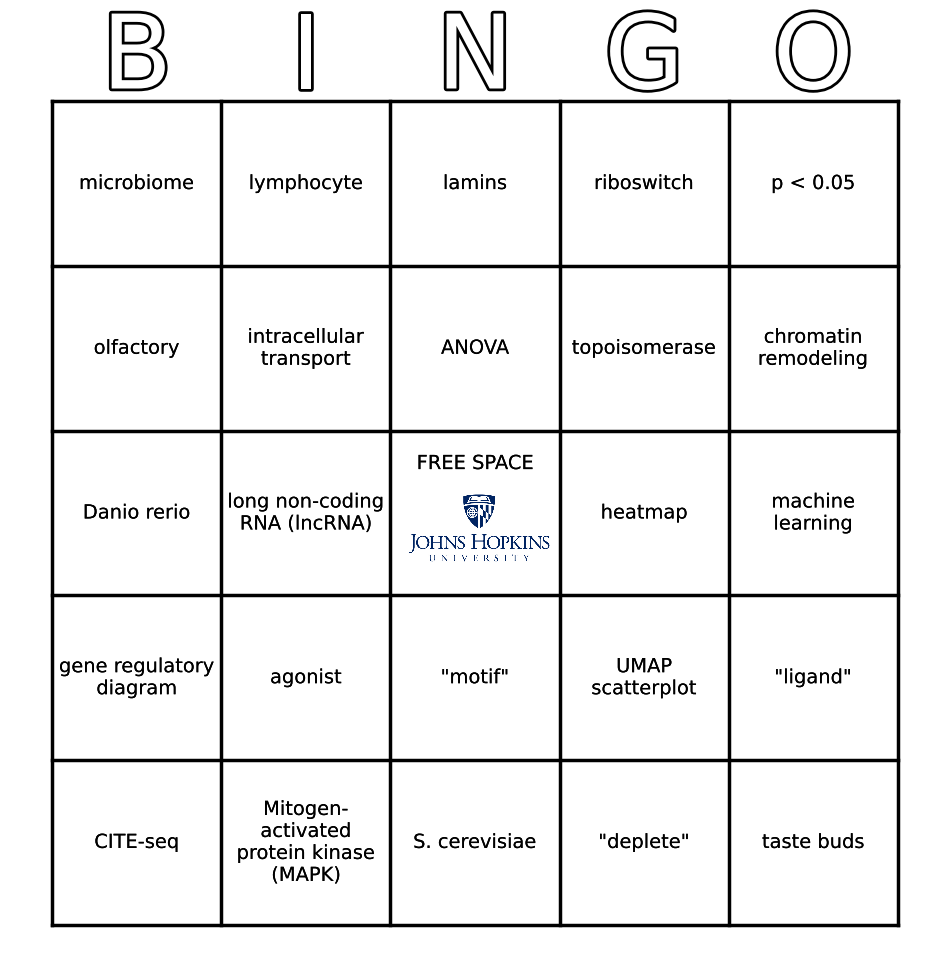 B I N G O
microbiome
lymphocyte
lamins
riboswitch
p < 0.05
olfactory
intracellular
transport
ANOVA
topoisomerase
chromatin
remodeling
Danio rerio
long non-coding
RNA (lncRNA)
FREE SPACE
JOHNS HOPKINS
UNIVERSITY
heatmap
machine
learning
gene regulatory
diagram
agonist
"motif"
UMAP
scatterplot
"ligand"
CITE-seq
Mitogen-
activated
protein kinase
(MAPK)
S. cerevisiae
"deplete"
taste buds